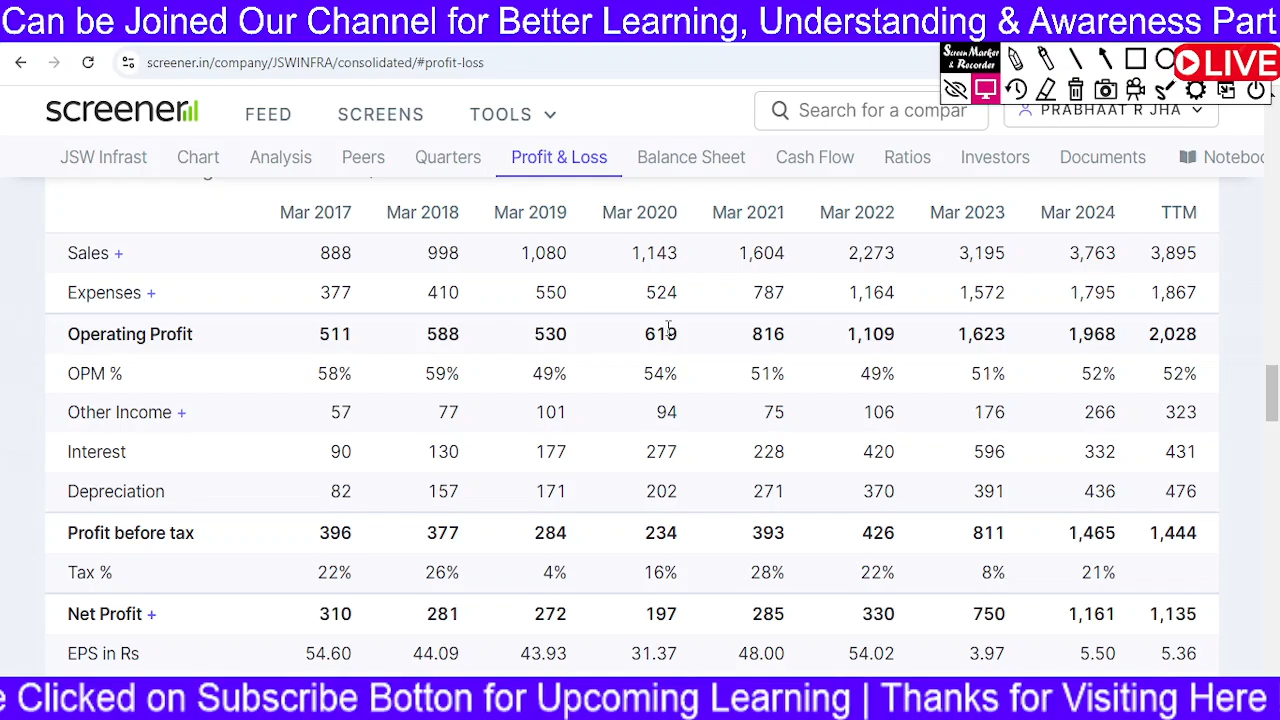 Can be Joined Our Channel for Better Learning, Understanding & Awareness Part
screener.in/company/JSWINFRA/consolidated/#profit-loss
Screen Marker & Recorder
LIVE
screener FEED SCREENS TOOLS Search for a compar PRABHAAT R JHA
JSW Infrast Chart Analysis Peers Quarters Profit & Loss Balance Sheet Cash Flow Ratios Investors Documents Noteboo
Mar 2017 Mar 2018 Mar 2019 Mar 2020 Mar 2021 Mar 2022 Mar 2023 Mar 2024 TTM
Sales + 888 998 1,080 1,143 1,604 2,273 3,195 3,763 3,895
Expenses + 377 410 550 524 787 1,164 1,572 1,795 1,867
Operating Profit 511 588 530 619 816 1,109 1,623 1,968 2,028
OPM % 58% 59% 49% 54% 51% 49% 51% 52% 52%
Other Income + 57 77 101 94 75 106 176 266 323
Interest 90 130 177 277 228 420 596 332 431
Depreciation 82 157 171 202 271 370 391 436 476
Profit before tax 396 377 284 234 393 426 811 1,465 1,444
Tax % 22% 26% 4% 16% 28% 22% 8% 21%
Net Profit + 310 281 272 197 285 330 750 1,161 1,135
EPS in Rs 54.60 44.09 43.93 31.37 48.00 54.02 3.97 5.50 5.36
e Clicked on Subscribe Botton for Upcoming Learning | Thanks for Visiting Here